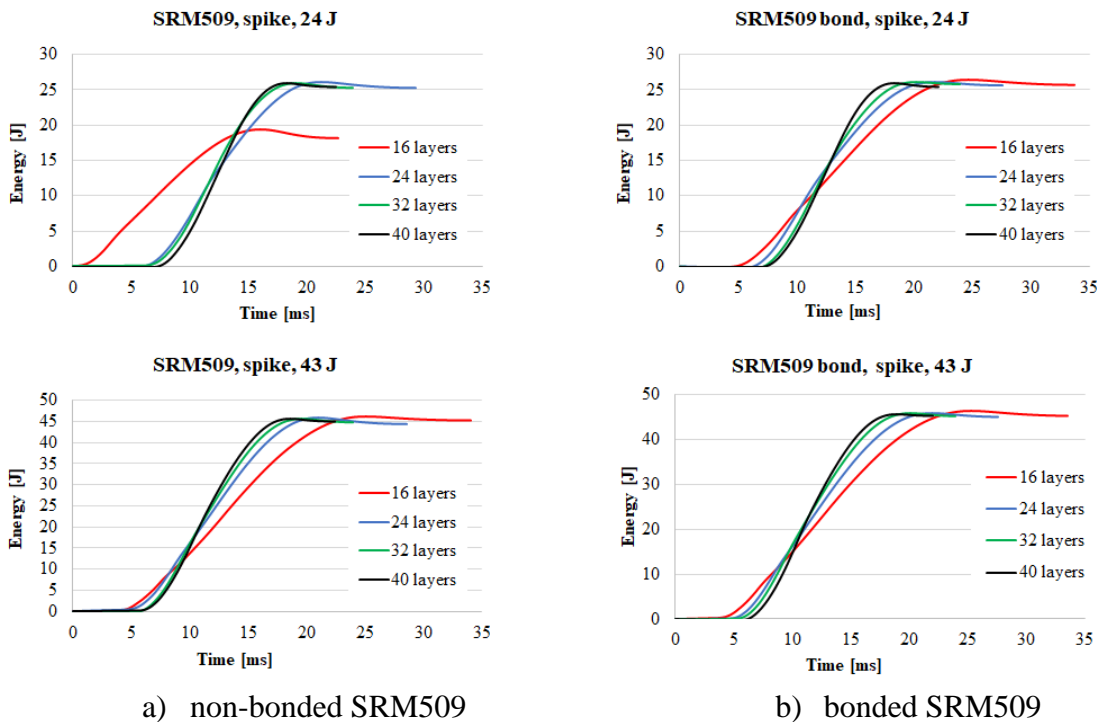 SRM509, spike, 24 J
30
25
20
15
10
5
0
Energy [J]
16 layers
24 layers
32 layers
40 layers
0 5 10 15 20 25 30 35
Time [ms]
SRM509 bond, spike, 24 J
30
25
20
15
10
5
0
Energy [J]
16 layers
24 layers
32 layers
40 layers
0 5 10 15 20 25 30 35
Time [ms]
SRM509, spike, 43 J
50
45
40
35
30
25
20
15
10
5
0
Energy [J]
16 layers
24 layers
32 layers
40 layers
0 5 10 15 20 25 30 35
Time [ms]
SRM509 bond, spike, 43 J
50
40
30
20
10
0
Energy [J]
16 layers
24 layers
32 layers
40 layers
0 5 10 15 20 25 30 35
Time [ms]
a) non-bonded SRM509
b) bonded SRM509